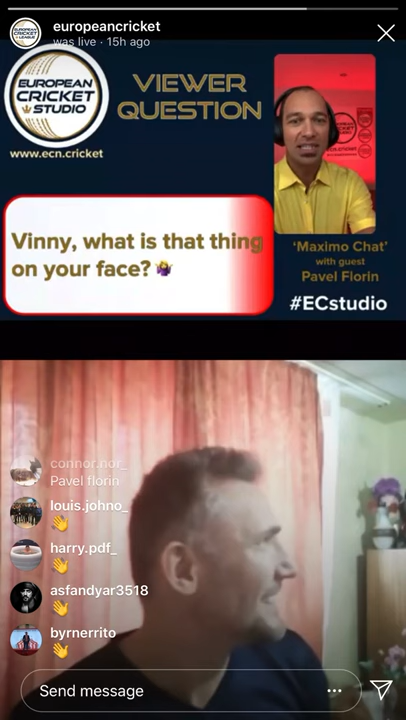 europeancricket
was live · 15h ago
EUROPEAN
CRICKET
STUDIO
www.ecn.cricket
VIEWER
QUESTION
Vinny, what is that thing
on your face? 🤷‍♀️
'Maximo Chat'
with guest
Pavel Florin
#ECstudio
connor.nor_
Pavel florin
louis.johno_
👋
harry.pdf_
👋
asfandyar3518
👋
byrnerrito
👋
Send message